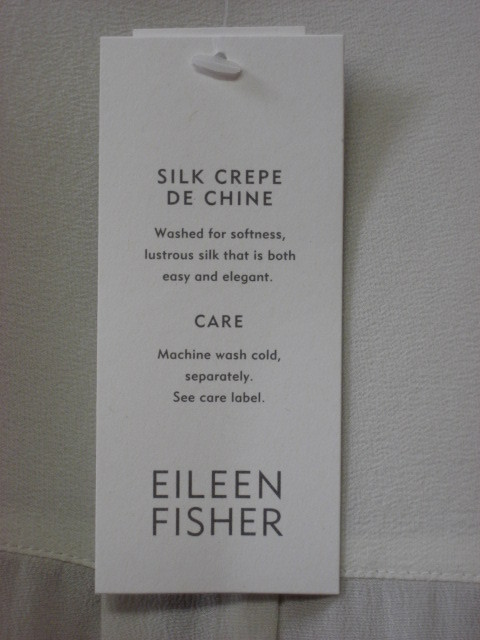 SILK CREPE
DE CHINE
Washed for softness,
lustrous silk that is both
easy and elegant.
CARE
Machine wash cold,
separately.
See care label.
EILEEN
FISHER